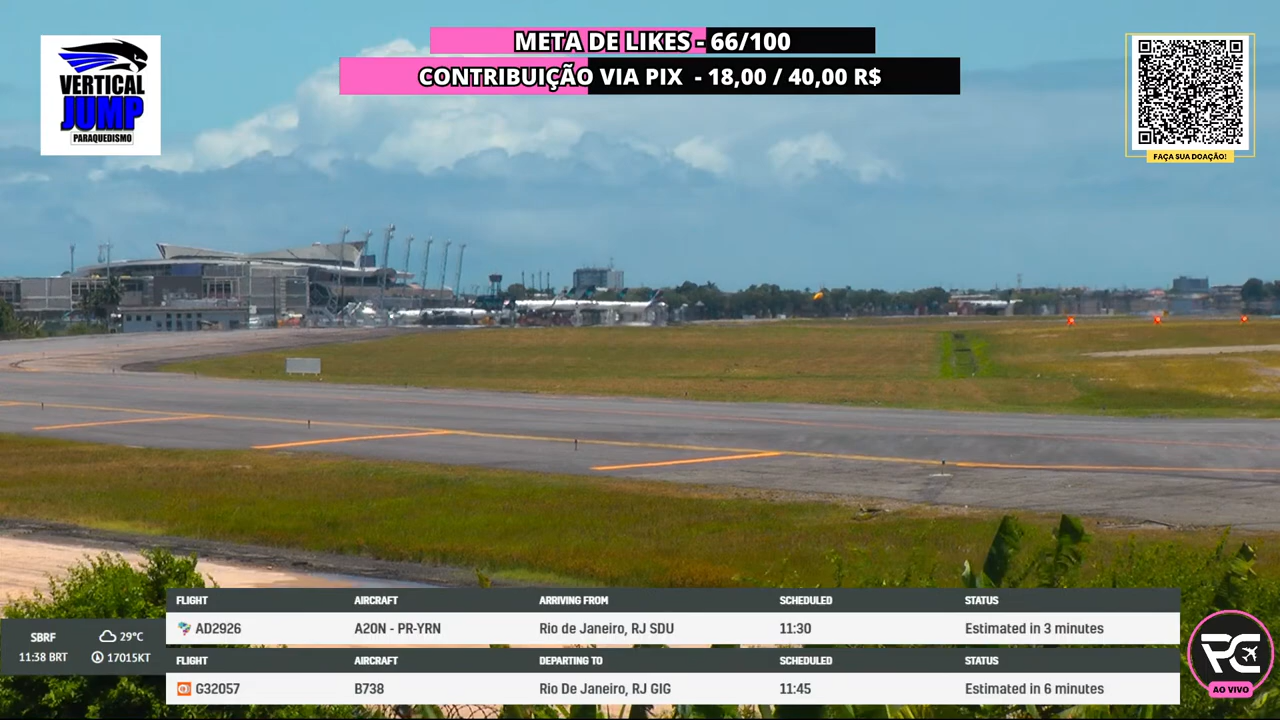 META DE LIKES - 66/100
CONTRIBUIÇÃO VIA PIX - 18,00 / 40,00 R$
VERTICAL
JUMP
PARAQUEDISMO
FAÇA SUA DOAÇÃO!
FLIGHT AIRCRAFT ARRIVING FROM SCHEDULED STATUS
AD2926 A20N - PR-YRN Rio de Janeiro, RJ SDU 11:30 Estimated in 3 minutes
SBRF 29°C
11:38 BRT 17015KT
FLIGHT AIRCRAFT DEPARTING TO SCHEDULED STATUS
G32057 B738 Rio De Janeiro, RJ GIG 11:45 Estimated in 6 minutes
RC
AO VIVO